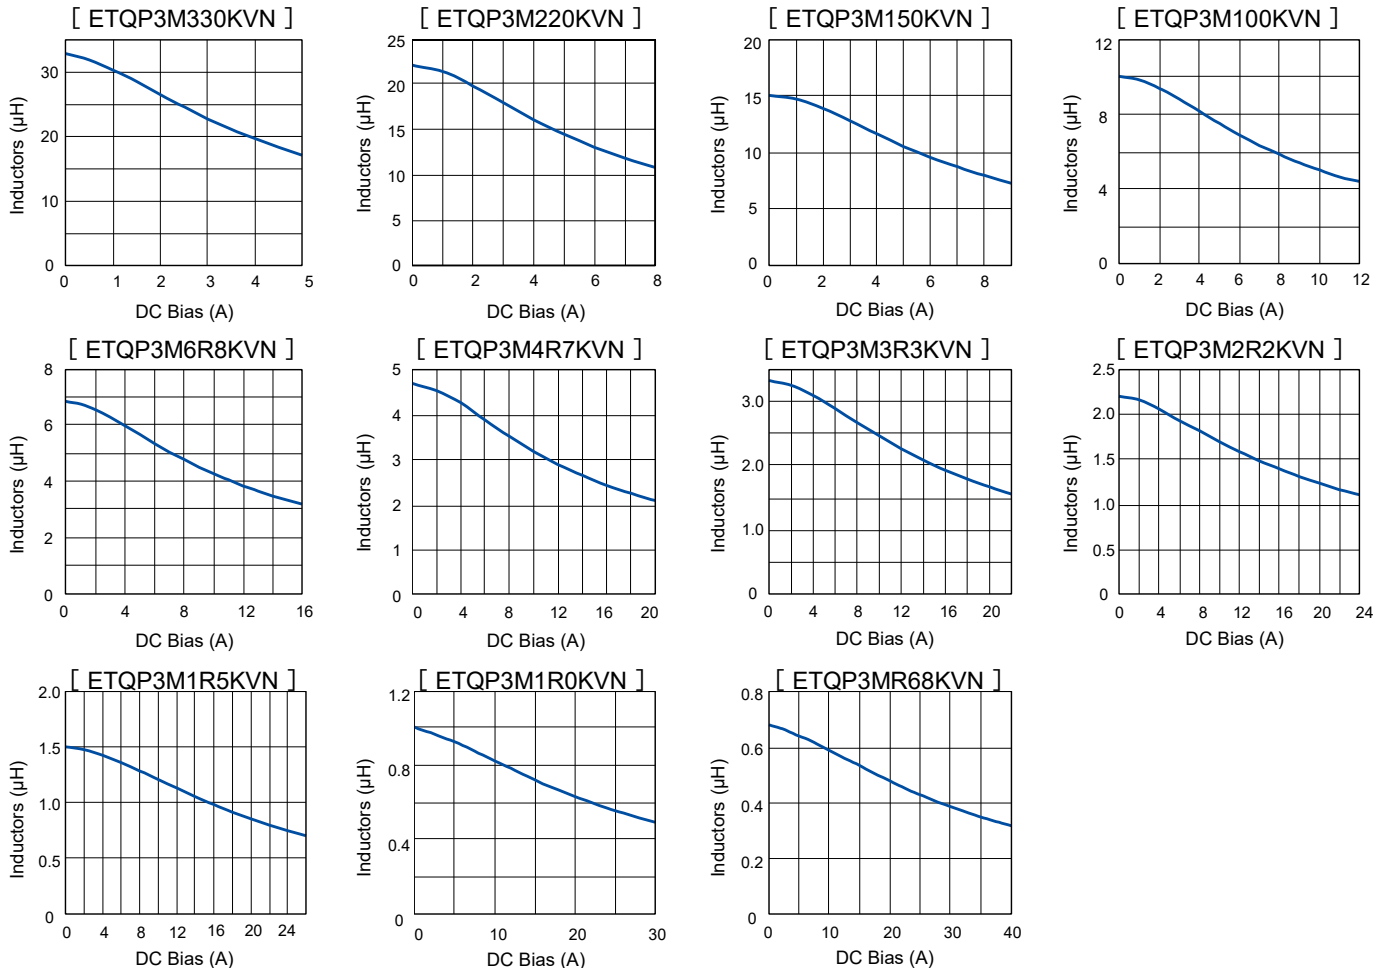 [ ETQP3M330KVN ]
30
20
10
0
0 1 2 3 4 5
Inductors (μH)
DC Bias (A)
[ ETQP3M220KVN ]
25
20
15
10
5
0
0 2 4 6 8
Inductors (μH)
DC Bias (A)
[ ETQP3M150KVN ]
20
15
10
5
0
0 2 4 6 8
Inductors (μH)
DC Bias (A)
[ ETQP3M100KVN ]
12
8
4
0
0 2 4 6 8 10 12
Inductors (μH)
DC Bias (A)
[ ETQP3M6R8KVN ]
8
6
4
2
0
0 4 8 12 16
Inductors (μH)
DC Bias (A)
[ ETQP3M4R7KVN ]
5
4
3
2
1
0
0 4 8 12 16 20
Inductors (μH)
DC Bias (A)
[ ETQP3M3R3KVN ]
3.0
2.0
1.0
0
0 4 8 12 16 20
Inductors (μH)
DC Bias (A)
[ ETQP3M2R2KVN ]
2.5
2.0
1.5
1.0
0.5
0
0 4 8 12 16 20 24
Inductors (μH)
DC Bias (A)
[ ETQP3M1R5KVN ]
2.0
1.5
1.0
0.5
0
0 4 8 12 16 20 24
Inductors (μH)
DC Bias (A)
[ ETQP3M1R0KVN ]
1.2
0.8
0.4
0
0 10 20 30
Inductors (μH)
DC Bias (A)
[ ETQP3MR68KVN ]
0.8
0.6
0.4
0.2
0
0 10 20 30 40
Inductors (μH)
DC Bias (A)